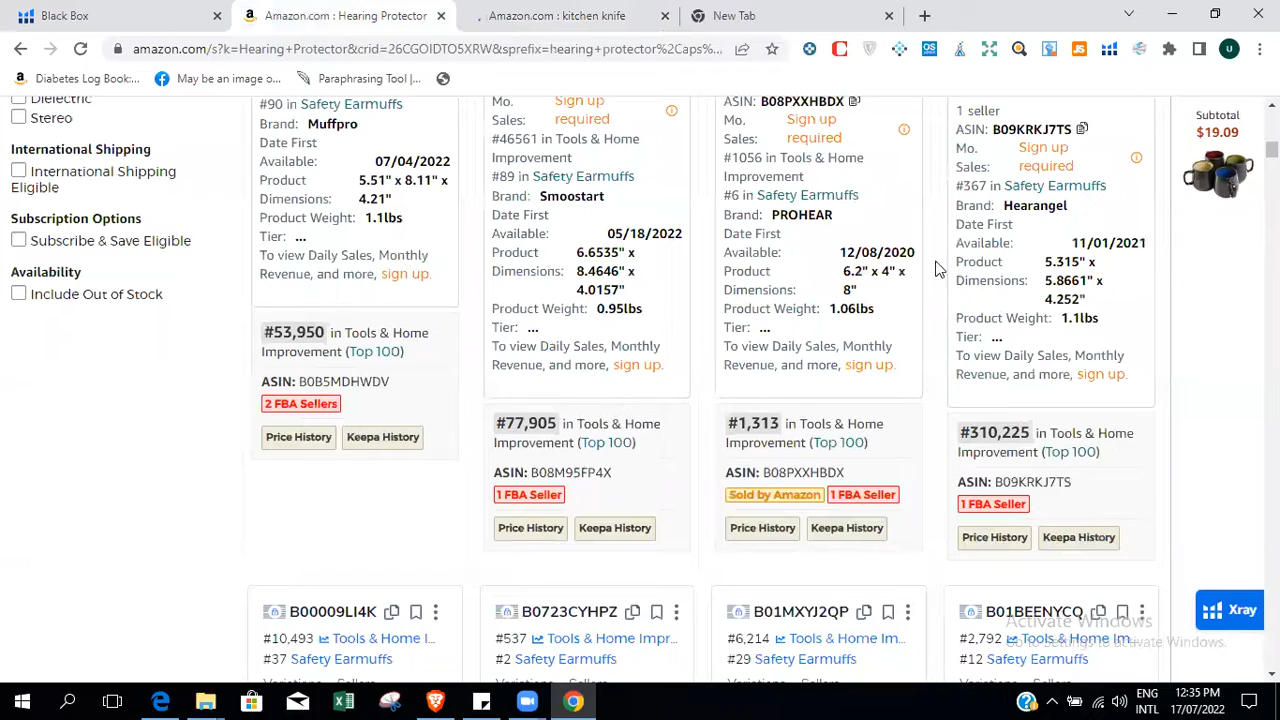 Black Box
Amazon.com : Hearing Protector
Amazon.com : kitchen knife
New Tab
amazon.com/s?k=Hearing+Protector&crid=26CGOIDTO5XRW&sprefix=hearing+protector%2Caps%...
Diabetes Log Book:...
May be an image o...
Paraphrasing Tool |...
Dielectric
Stereo
International Shipping
International Shipping
Eligible
Subscription Options
Subscribe & Save Eligible
Availability
Include Out of Stock
#90 in Safety Earmuffs
Brand: Muffpro
Date First
Available: 07/04/2022
Product 5.51" x 8.11" x
Dimensions: 4.21"
Product Weight: 1.1lbs
Tier: ...
To view Daily Sales, Monthly
Revenue, and more, sign up.
#53,950 in Tools & Home
Improvement (Top 100)
ASIN: B0B5MDHWDV
2 FBA Sellers
Price History Keepa History
Mo. Sign up
Sales: required
#46561 in Tools & Home
Improvement
#89 in Safety Earmuffs
Brand: Smoostart
Date First
Available: 05/18/2022
Product 6.6535" x
Dimensions: 8.4646" x
4.0157"
Product Weight: 0.95lbs
Tier: ...
To view Daily Sales, Monthly
Revenue, and more, sign up.
#77,905 in Tools & Home
Improvement (Top 100)
ASIN: B08M95FP4X
1 FBA Seller
Price History Keepa History
ASIN: B08PXXHBDX
Mo. Sign up
Sales: required
#1056 in Tools & Home
Improvement
#6 in Safety Earmuffs
Brand: PROHEAR
Date First
Available: 12/08/2020
Product 6.2" x 4" x
Dimensions: 8"
Product Weight: 1.06lbs
Tier: ...
To view Daily Sales, Monthly
Revenue, and more, sign up.
#1,313 in Tools & Home
Improvement (Top 100)
ASIN: B08PXXHBDX
Sold by Amazon 1 FBA Seller
Price History Keepa History
1 seller
ASIN: B09KRKJ7TS
Mo. Sign up
Sales: required
#367 in Safety Earmuffs
Brand: Hearangel
Date First
Available: 11/01/2021
Product 5.315" x
Dimensions: 5.8661" x
4.252"
Product Weight: 1.1lbs
Tier: ...
To view Daily Sales, Monthly
Revenue, and more, sign up.
#310,225 in Tools & Home
Improvement (Top 100)
ASIN: B09KRKJ7TS
1 FBA Seller
Price History Keepa History
Subtotal
$19.09
B00009LI4K
#10,493 Tools & Home I...
#37 Safety Earmuffs
B0723CYHPZ
#537 Tools & Home Impr...
#2 Safety Earmuffs
B01MXYJ2QP
#6,214 Tools & Home Im...
#29 Safety Earmuffs
B01BEENYCQ
#2,792 Tools & Home Im...
#12 Safety Earmuffs
Xray
Activate Windows
Go to Settings to activate Windows.
ENG
INTL
12:35 PM
17/07/2022